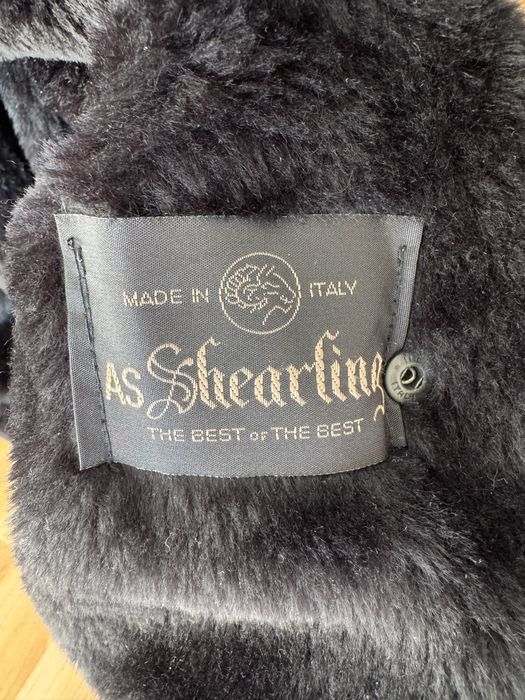 MADE IN ITALY
AS Shearling
THE BEST OF THE BEST